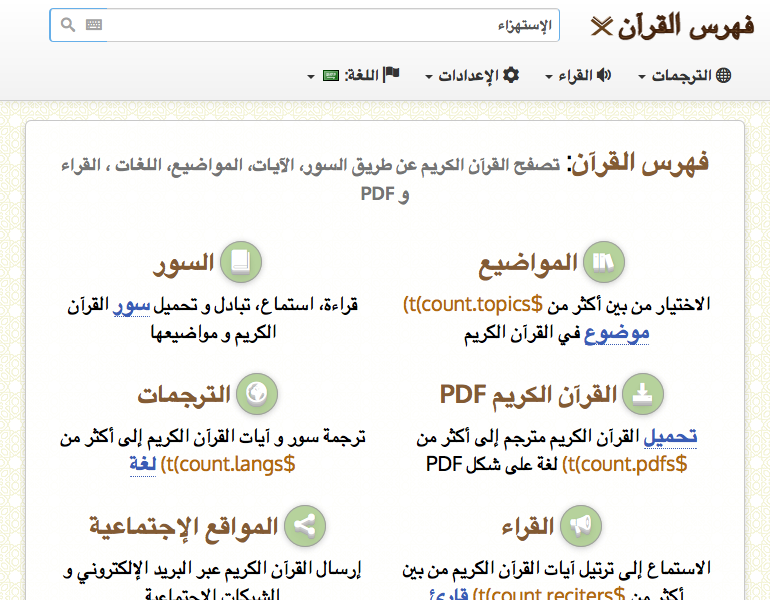 فهرس القرآن
الإستهزاء
الترجمات
القراء
الإعدادات
اللغة:
فهرس القرآن: تصفح القرآن الكريم عن طريق السور، الآيات، المواضيع، اللغات ، القراء
و PDF
المواضيع
الاختيار من بين أكثر من $t(count.topics)
موضوع في القرآن الكريم
السور
قراءة، استماع، تبادل و تحميل سور القرآن
الكريم و مواضيعها
القرآن الكريم PDF
تحميل القرآن الكريم مترجم إلى أكثر من
$t(count.pdfs) لغة على شكل PDF
الترجمات
ترجمة سور و آيات القرآن الكريم إلى أكثر من
$t(count.langs) لغة
القراء
الاستماع إلى ترتيل آيات القرآن الكريم من بين
أكثر من $t(count.reciters) قارئ
المواقع الإجتماعية
إرسال القرآن الكريم عبر البريد الإلكتروني و
الشبكات الاجتماعية